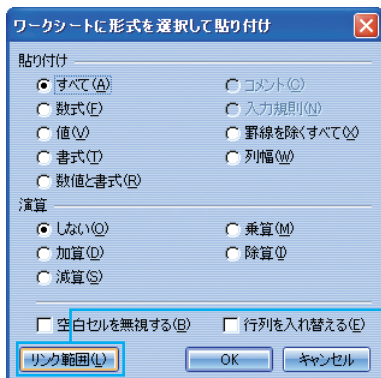 ワークシートに形式を選択して貼り付け
貼り付け
すべて(A) コメント(C)
数式(F) 入力規則(N)
値(V) 罫線を除くすべて(X)
書式(T) 列幅(W)
数値と書式(R)
演算
しない(O) 乗算(M)
加算(D) 除算(I)
減算(S)
空白セルを無視する(B) 行列を入れ替える(E)
リンク範囲(L) OK キャンセル